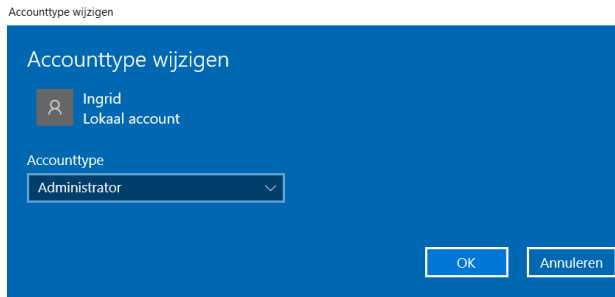 Accounttype wijzigen
Accounttype wijzigen
Ingrid
Lokaal account
Accounttype
Administrator
OK
Annuleren